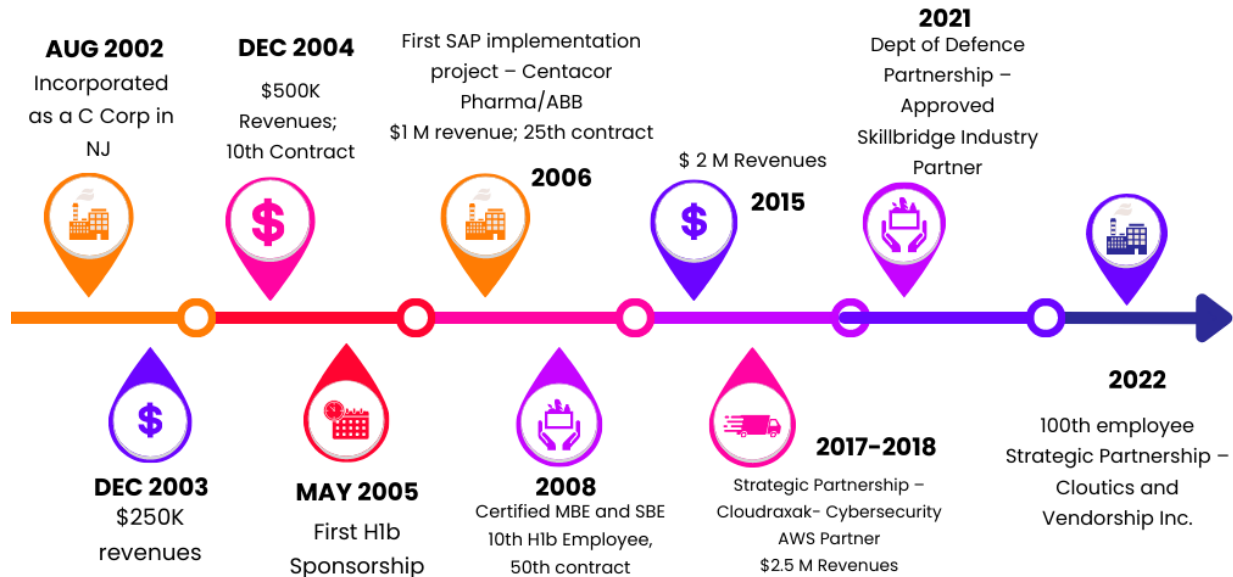 AUG 2002
Incorporated
as a C Corp in
NJ
DEC 2004
$500K
Revenues;
10th Contract
First SAP implementation
project – Centacor
Pharma/ABB
$1 M revenue; 25th contract
2006
$ 2 M Revenues
2015
2021
Dept of Defence
Partnership –
Approved
Skillbridge Industry
Partner
$
$
$
DEC 2003
$250K
revenues
MAY 2005
First H1b
Sponsorship
2008
Certified MBE and SBE
10th H1b Employee,
50th contract
2017-2018
Strategic Partnership –
Cloudraxak- Cybersecurity
AWS Partner
$2.5 M Revenues
2022
100th employee
Strategic Partnership –
Cloutics and
Vendorship Inc.